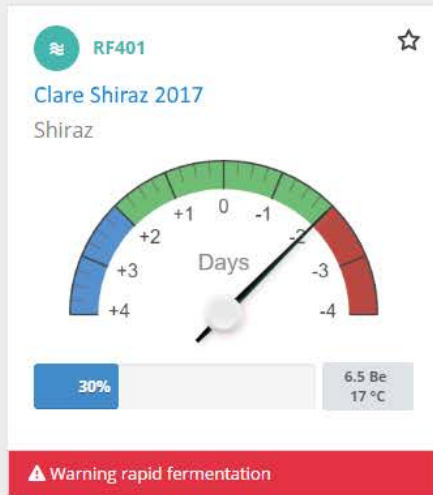 RF401
Clare Shiraz 2017
Shiraz
+4
+3
+2
+1
0
-1
-2
-3
-4
Days
30%
6.5 Be
17 °C
Warning rapid fermentation